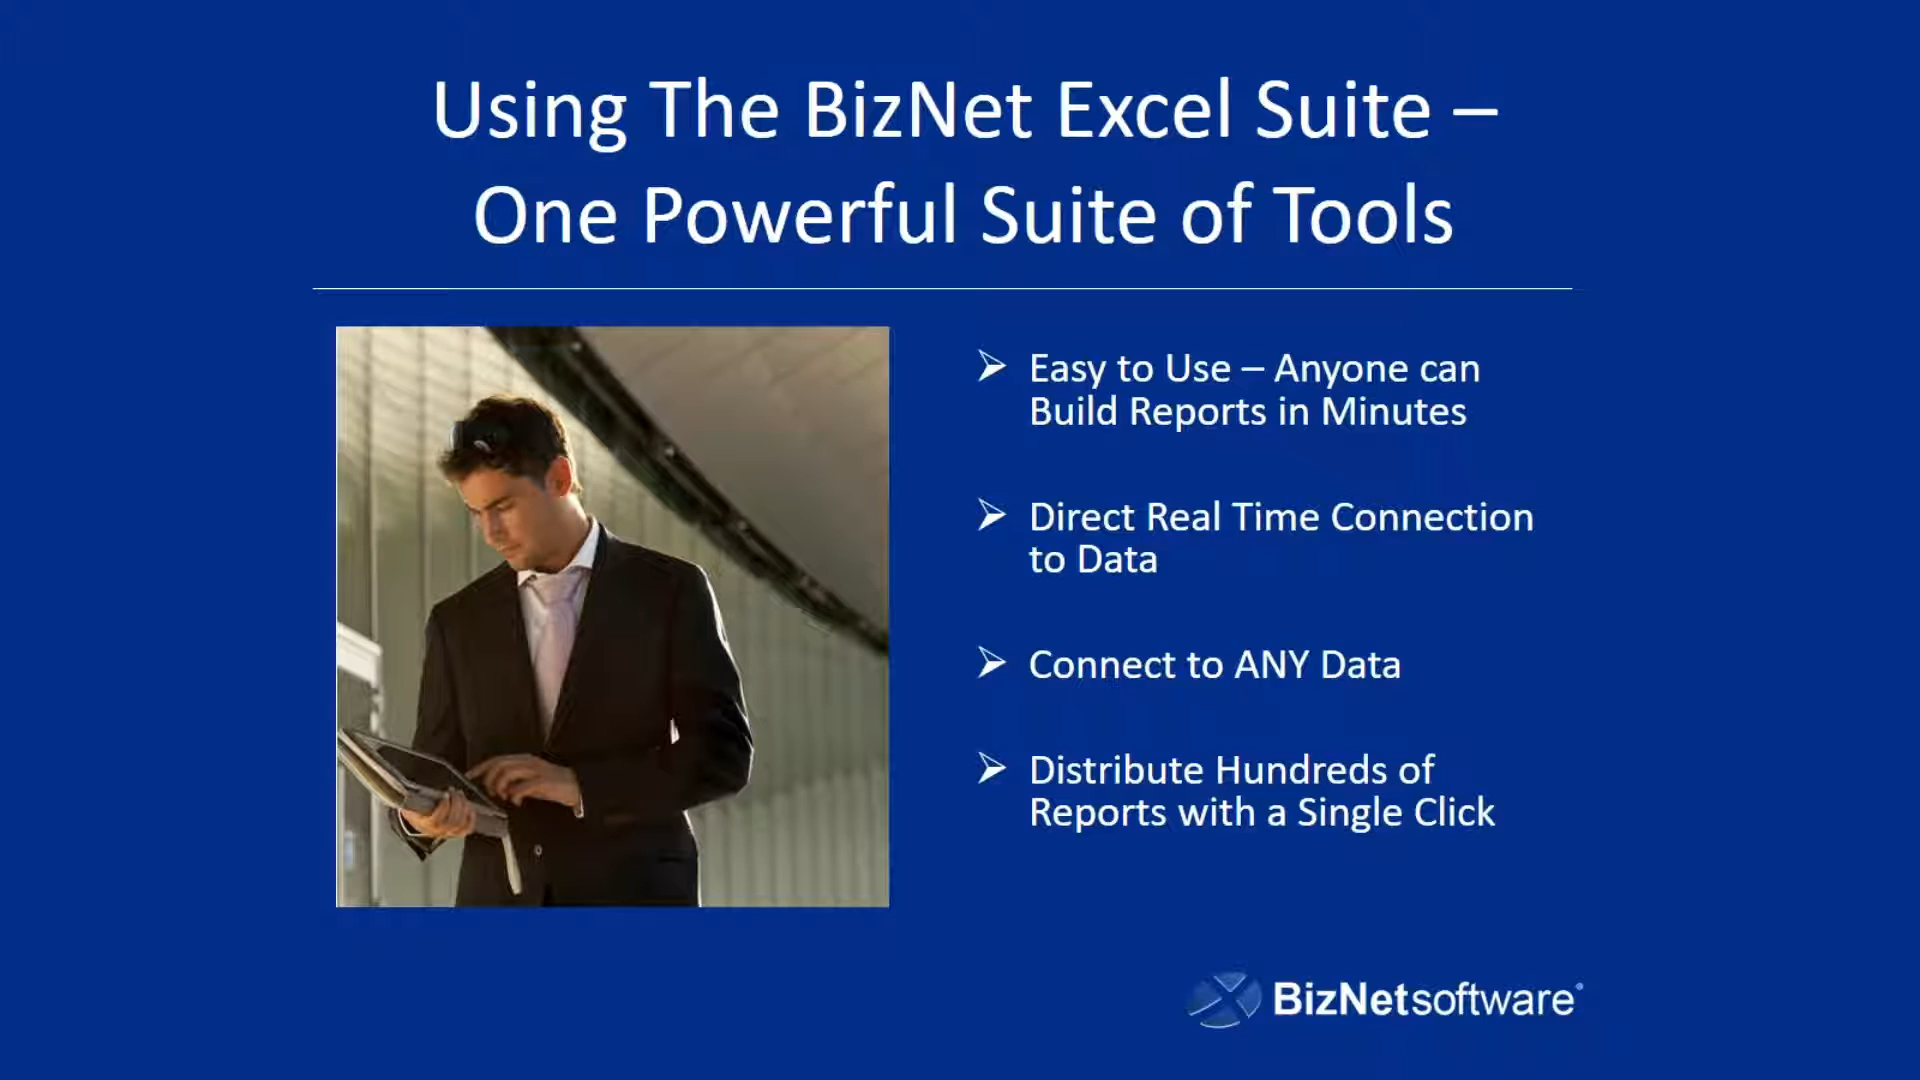 Using The BizNet Excel Suite –
One Powerful Suite of Tools
Easy to Use – Anyone can
Build Reports in Minutes
Direct Real Time Connection
to Data
Connect to ANY Data
Distribute Hundreds of
Reports with a Single Click
BizNetsoftware